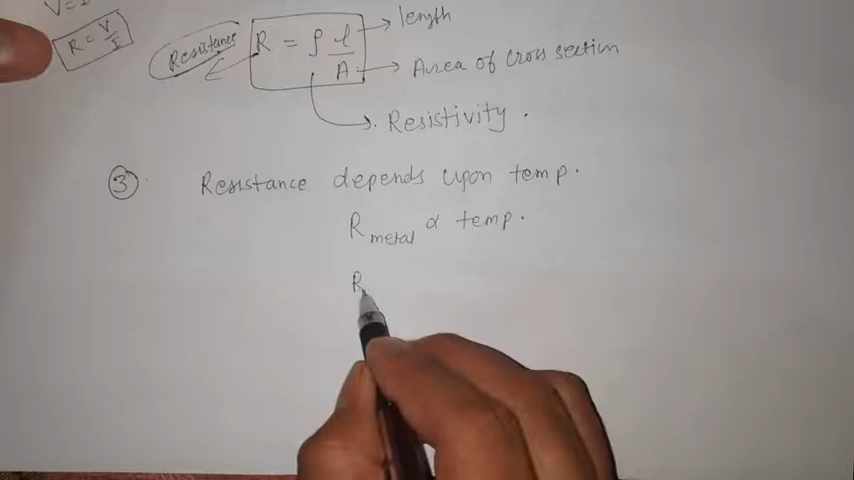 V = I
R = V/I
Resistance R = ρ l/A → length
→ Area of cross section
→ Resistivity.
③ Resistance depends upon temp.
R metal α temp.
R